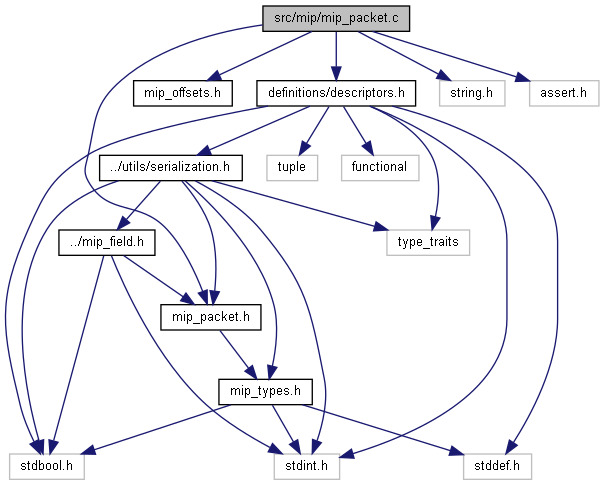 src/mip/mip_packet.c
mip_offsets.h
definitions/descriptors.h
string.h
assert.h
../utils/serialization.h
tuple
functional
../mip_field.h
type_traits
mip_packet.h
mip_types.h
stdbool.h
stdint.h
stddef.h